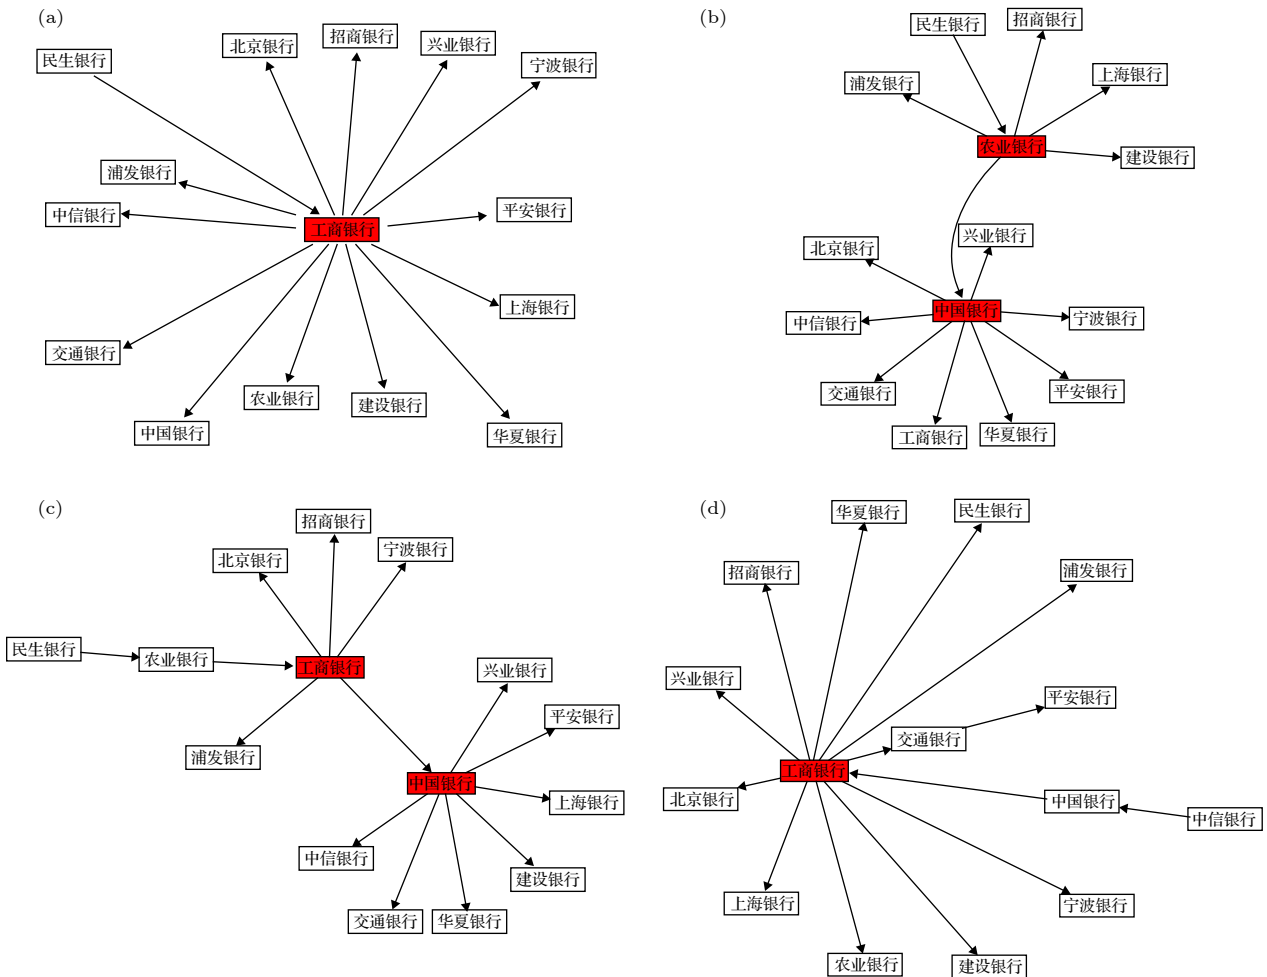 (a)
民生银行
北京银行
招商银行
兴业银行
宁波银行
浦发银行
中信银行
工商银行
平安银行
上海银行
交通银行
农业银行
建设银行
中国银行
华夏银行
(b)
民生银行
招商银行
浦发银行
上海银行
农业银行
建设银行
北京银行
兴业银行
中信银行
中国银行
宁波银行
交通银行
平安银行
工商银行
华夏银行
(c)
招商银行
北京银行
宁波银行
民生银行
农业银行
工商银行
兴业银行
平安银行
浦发银行
中国银行
上海银行
中信银行
建设银行
交通银行
华夏银行
(d)
华夏银行
民生银行
招商银行
浦发银行
兴业银行
平安银行
交通银行
工商银行
北京银行
中国银行
中信银行
上海银行
宁波银行
农业银行
建设银行